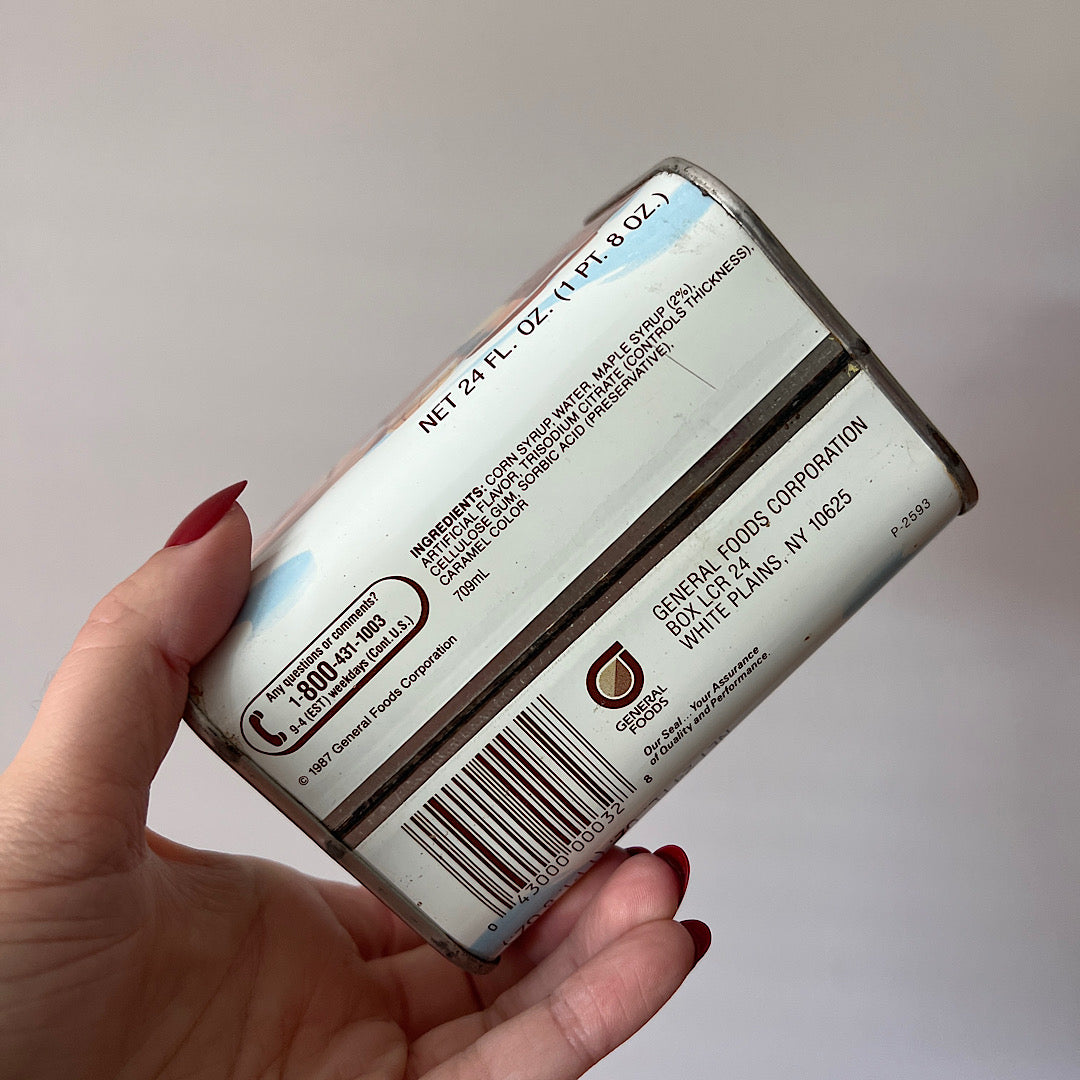 NET 24 FL. OZ. (1 PT. 8 OZ.)
INGREDIENTS: CORN SYRUP, WATER, MAPLE SYRUP (2%),
ARTIFICIAL FLAVOR, TRISODIUM CITRATE (CONTROLS THICKNESS),
CELLULOSE GUM, SORBIC ACID (PRESERVATIVE),
CARAMEL COLOR
709mL
Any questions or comments?
1-800-431-1003
9-4 (EST) weekdays (Cont. U.S.)
© 1987 General Foods Corporation
GENERAL FOODS CORPORATION
BOX LCR 24
WHITE PLAINS, NY 10625
P-2593
GENERAL
FOODS
Our Seal... Your Assurance
of Quality and Performance.
0 43000 00032 8